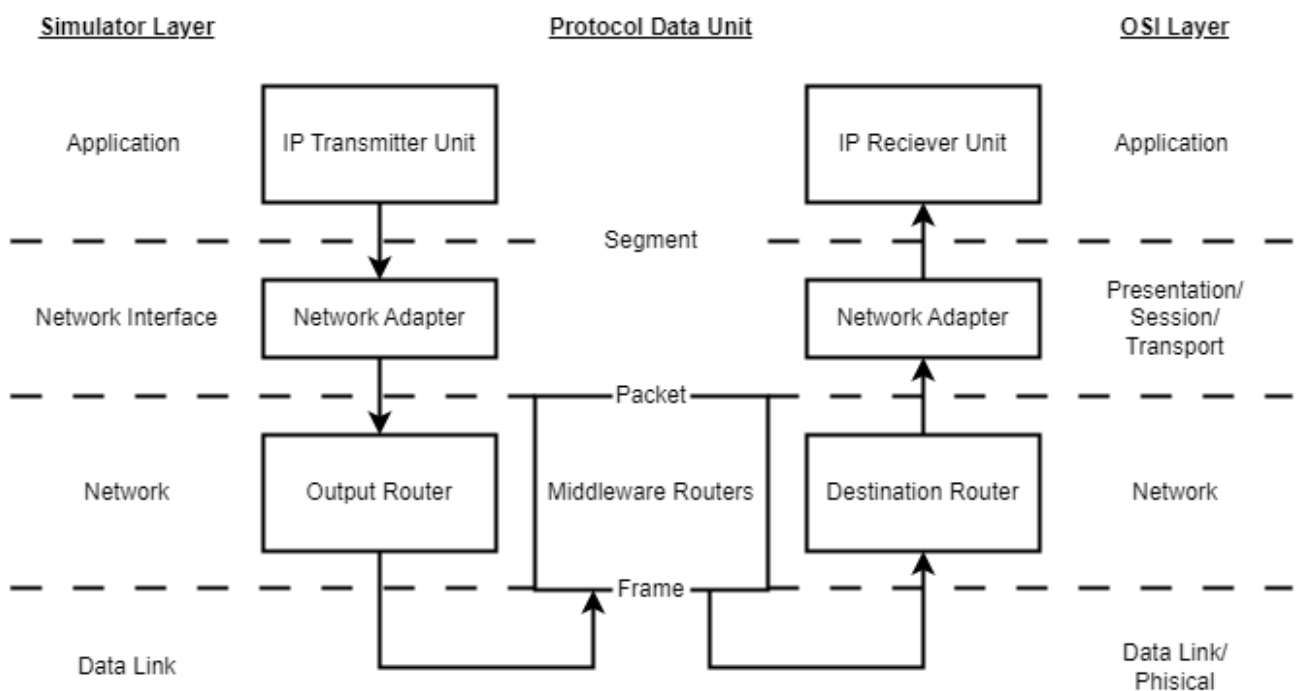 Simulator Layer
Protocol Data Unit
OSI Layer
Application
IP Transmitter Unit
IP Reciever Unit
Application
Segment
Network Interface
Network Adapter
Network Adapter
Presentation/
Session/
Transport
Packet
Network
Output Router
Middleware Routers
Destination Router
Network
Frame
Data Link
Data Link/
Phisical